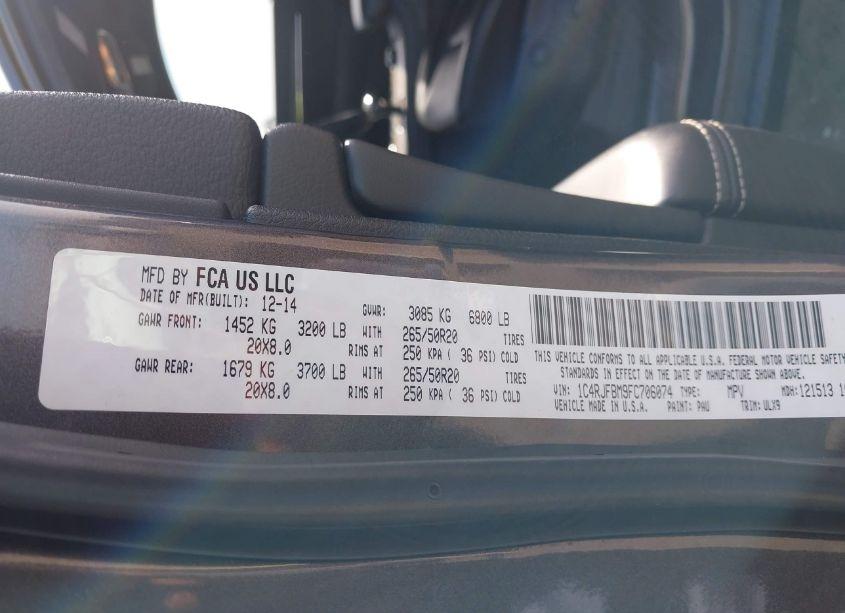 MFD BY FCA US LLC
DATE OF MFR(BUILT): 12-14 GVWR: 3085 KG 6800 LB
GAWR FRONT: 1452 KG 3200 LB WITH 265/50R20 TIRES
20X8.0 RIMS AT 250 KPA ( 36 PSI) COLD
GAWR REAR: 1679 KG 3700 LB WITH 265/50R20 TIRES
20X8.0 RIMS AT 250 KPA ( 36 PSI) COLD
THIS VEHICLE CONFORMS TO ALL APPLICABLE U.S.A. FEDERAL MOTOR VEHICLE SAFETY
STANDARDS IN EFFECT ON THE DATE OF MANUFACTURE SHOWN ABOVE.
VIN: 1C4RJFBM9FC706074 TYPE: MPV MDH: 121513
VEHICLE MADE IN U.S.A. PAINT: PAU TRIM: VLX9